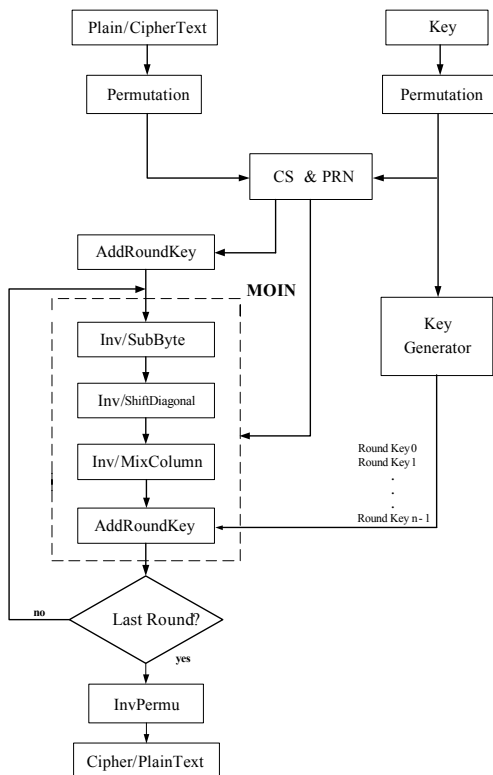 Plain/CipherText
Key
Permutation
Permutation
CS & PRN
AddRoundKey
MOIN
Inv/SubByte
Key
Generator
Inv/ShiftDiagonal
Inv/MixColumn
Round Key 0
Round Key 1
.
.
.
Round Key n - 1
AddRoundKey
Last Round?
no
yes
InvPermu
Cipher/PlainText